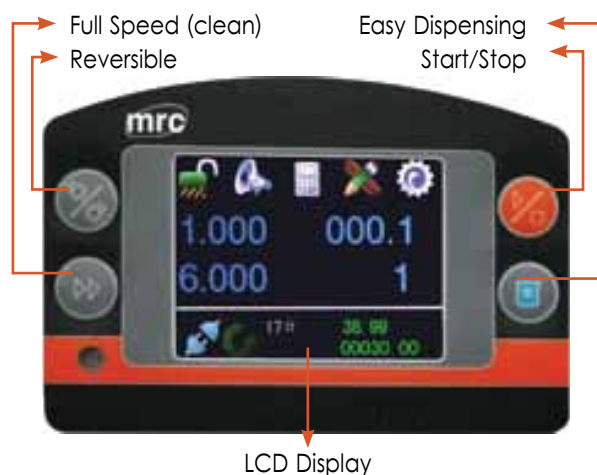 Full Speed (clean)
Easy Dispensing
Reversible
Start/Stop
mrc
1.000 000.1
6.000 1
17# 38.99
00030.00
LCD Display